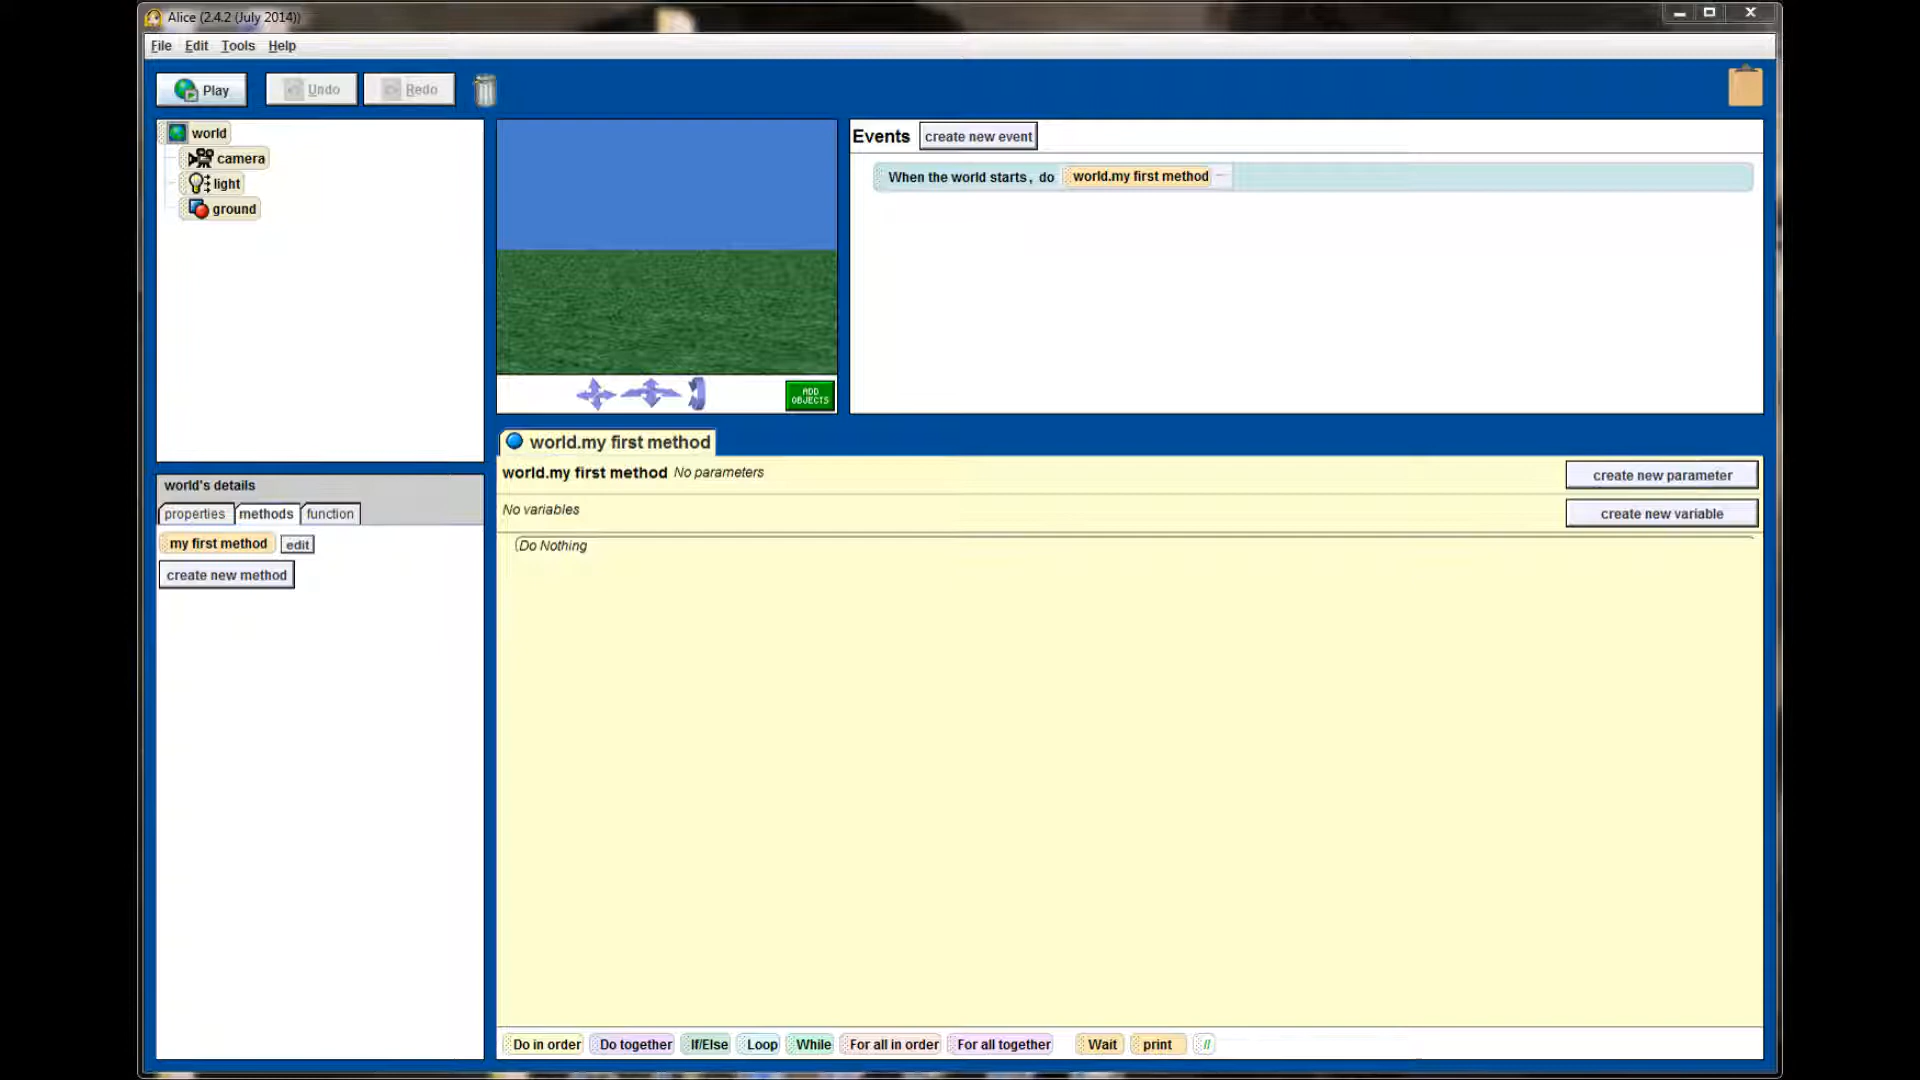 Alice (2.4.2 (July 2014))
File Edit Tools Help
Play Undo Redo
world
camera
light
ground
ADD
OBJECTS
Events create new event
When the world starts, do world.my first method
world's details
properties methods function
my first method edit
create new method
world.my first method
world.my first method No parameters
create new parameter
No variables
create new variable
(Do Nothing
Do in order Do together If/Else Loop While For all in order For all together Wait print //